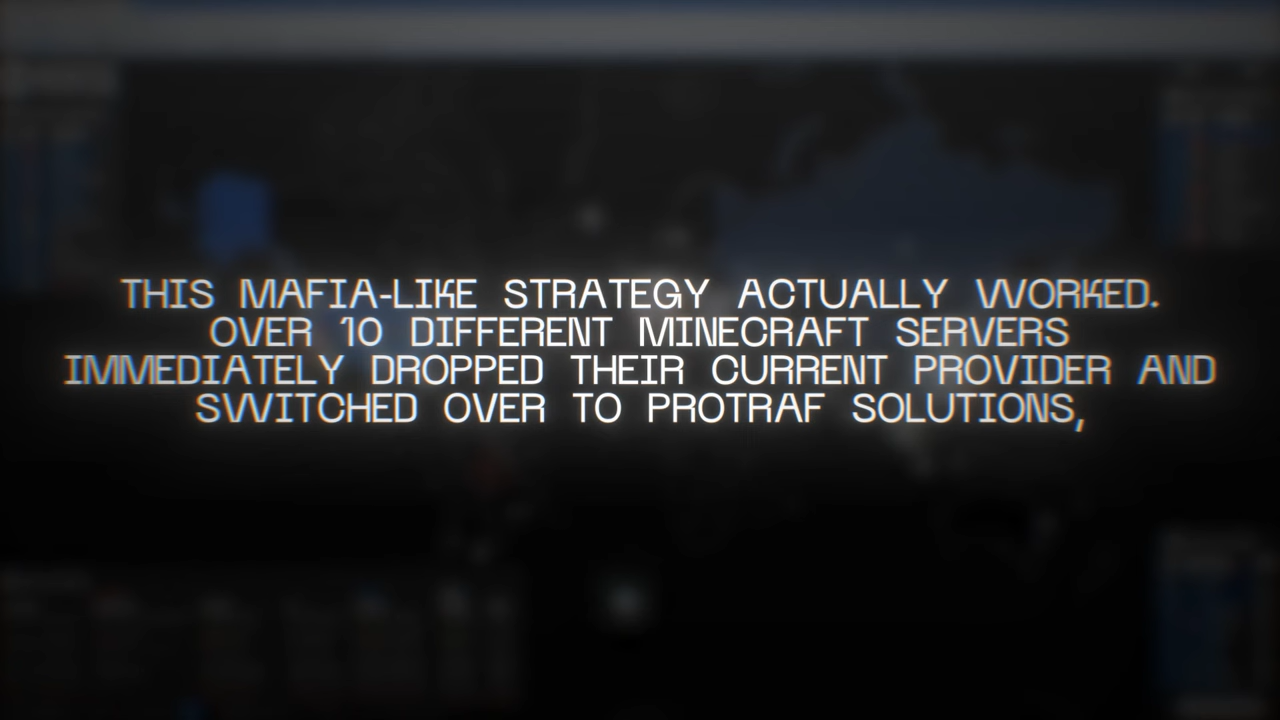 THIS MAFIA-LIKE STRATEGY ACTUALLY WORKED.
OVER 10 DIFFERENT MINECRAFT SERVERS
IMMEDIATELY DROPPED THEIR CURRENT PROVIDER AND
SWITCHED OVER TO PROTRAF SOLUTIONS,